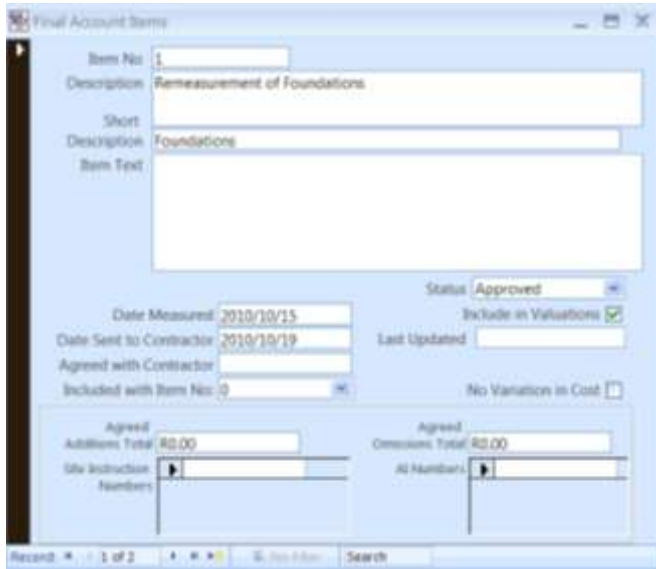 Final Account Items
Item No 1
Description Remeasurement of Foundations
Short
Description Foundations
Item Text
Status Approved
Date Measured 2010/10/15 Include in Valuations
Date Sent to Contractor 2010/10/19 Last Updated
Agreed with Contractor
Included with Item No: 0 No Variation in Cost
Agreed Agreed
Additions Total R0.00 Omissions Total R0.00
Site Instruction AI Numbers
Numbers
Record: 1 of 2 No Filter Search